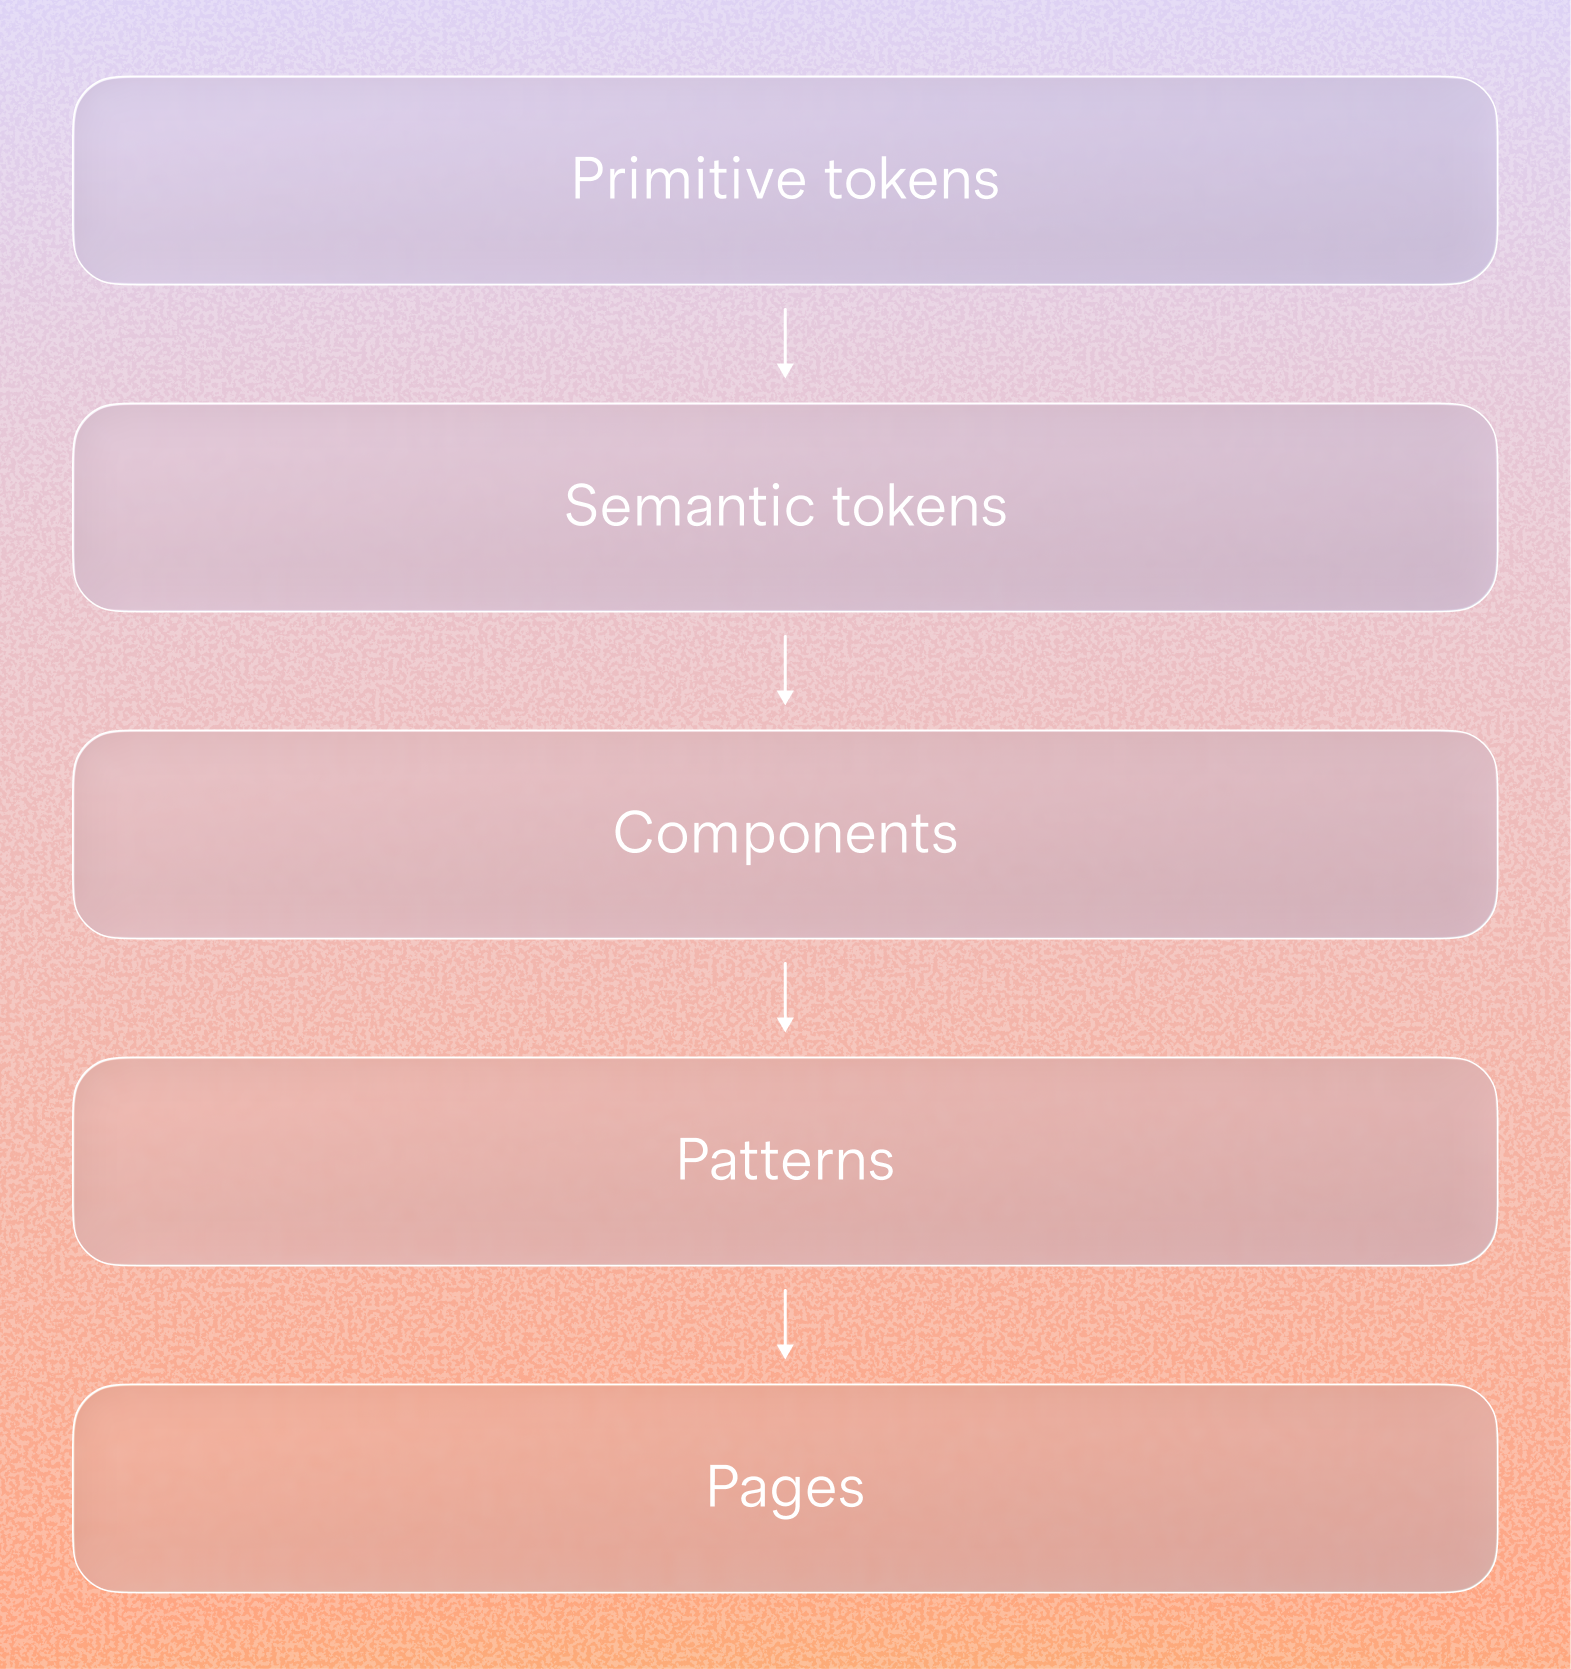 Primitive tokens
Semantic tokens
Components
Patterns
Pages